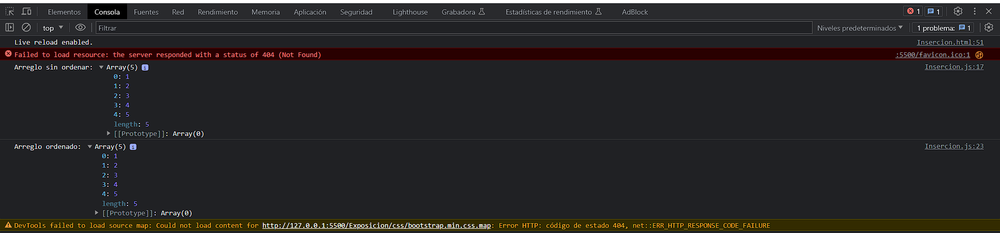 Elementos Consola Fuentes Red Rendimiento Memoria Aplicación Seguridad Lighthouse Grabadora Estadísticas de rendimiento AdBlock 1 1
top Filtrar Niveles predeterminados 1 problema: 1
Live reload enabled. Insercion.html:51
Failed to load resource: the server responded with a status of 404 (Not Found) :5500/favicon.ico:1
Arreglo sin ordenar: Array(5) i Insercion.js:17
0: 1
1: 2
2: 3
3: 4
4: 5
length: 5
[[Prototype]]: Array(0)
Arreglo ordenado: Array(5) i Insercion.js:23
0: 1
1: 2
2: 3
3: 4
4: 5
length: 5
[[Prototype]]: Array(0)
DevTools failed to load source map: Could not load content for http://127.0.0.1:5500/Exposicion/css/bootstrap.min.css.map: Error HTTP: código de estado 404, net::ERR_HTTP_RESPONSE_CODE_FAILURE